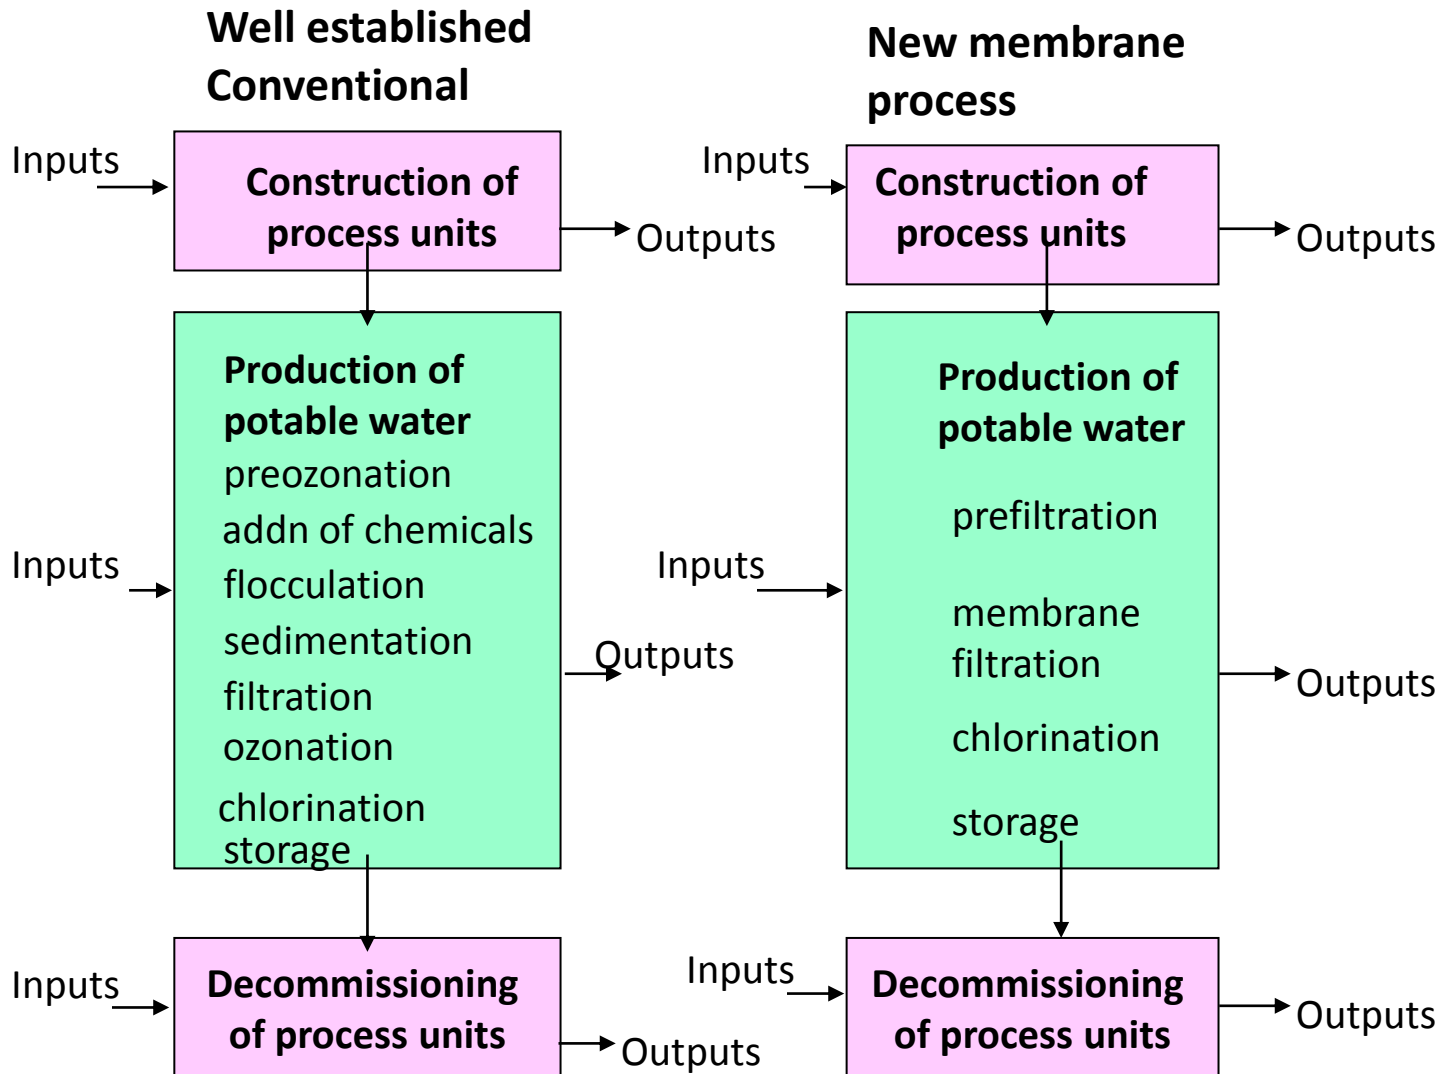 Well established
Conventional
Inputs
Construction of
process units
Outputs
Production of
potable water
preozonation
addn of chemicals
flocculation
sedimentation
filtration
ozonation
chlorination
storage
Inputs
Outputs
Inputs
Decommissioning
of process units
Outputs
New membrane
process
Inputs
Construction of
process units
Outputs
Production of
potable water
prefiltration
membrane
filtration
chlorination
storage
Inputs
Outputs
Inputs
Decommissioning
of process units
Outputs